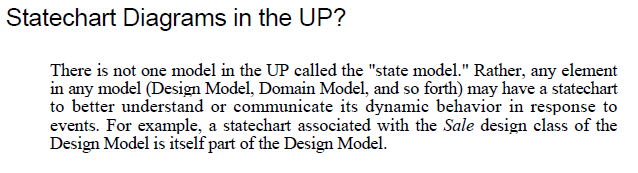 Statechart Diagrams in the UP?
There is not one model in the UP called the "state model." Rather, any element
in any model (Design Model, Domain Model, and so forth) may have a statechart
to better understand or communicate its dynamic behavior in response to
events. For example, a statechart associated with the Sale design class of the
Design Model is itself part of the Design Model.